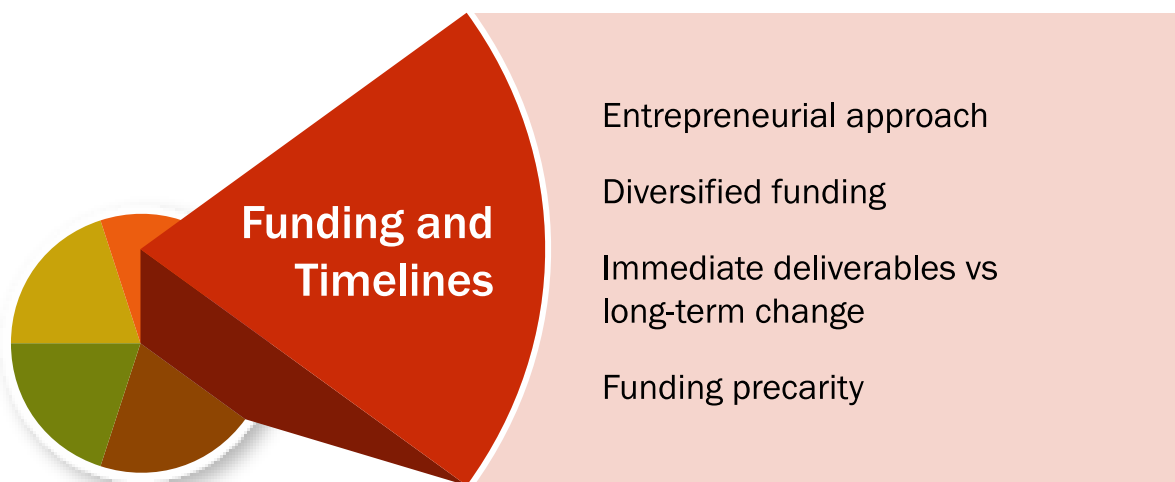 Funding and
Timelines
Entrepreneurial approach
Diversified funding
Immediate deliverables vs
long-term change
Funding precarity